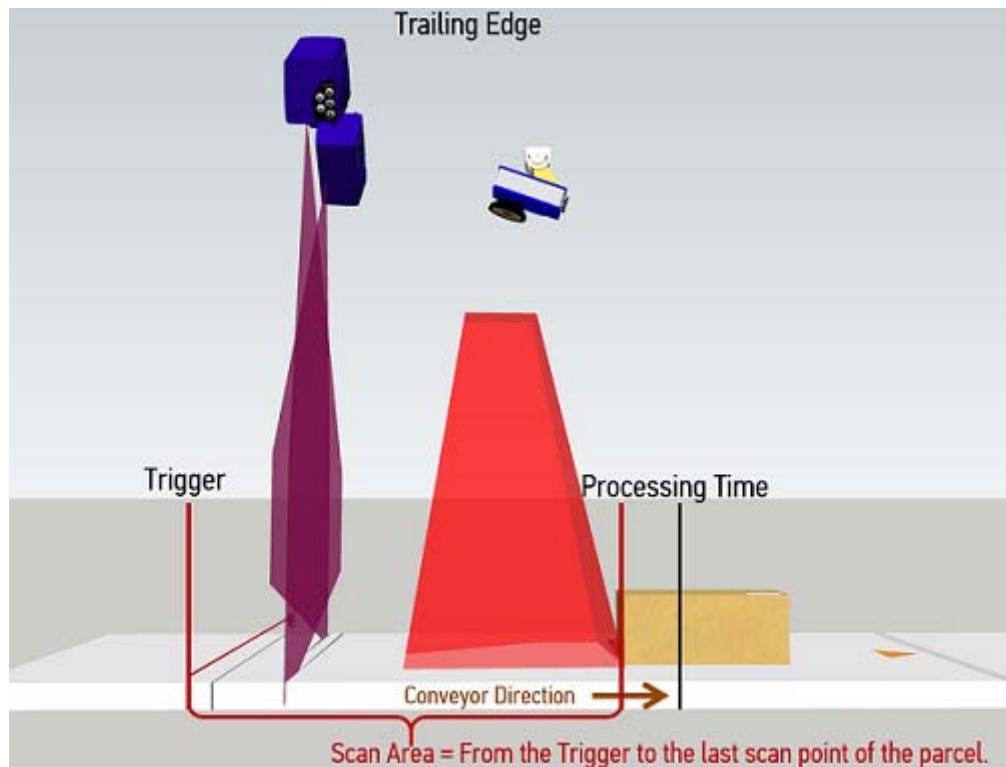 Trailing Edge
Trigger
Processing Time
Conveyor Direction
Scan Area = From the Trigger to the last scan point of the parcel.